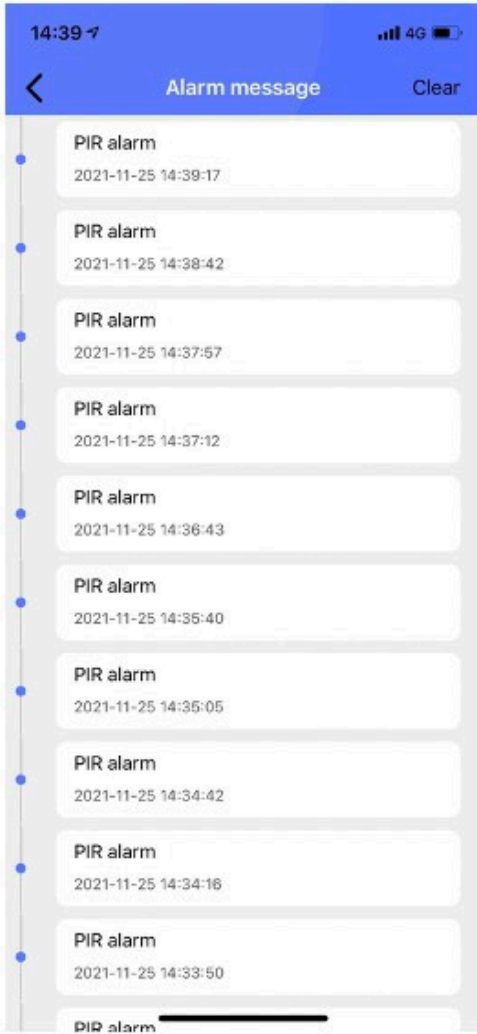 14:39 4G
Alarm message Clear
PIR alarm
2021-11-25 14:39:17
PIR alarm
2021-11-25 14:38:42
PIR alarm
2021-11-25 14:37:57
PIR alarm
2021-11-25 14:37:12
PIR alarm
2021-11-25 14:36:43
PIR alarm
2021-11-25 14:35:40
PIR alarm
2021-11-25 14:35:05
PIR alarm
2021-11-25 14:34:42
PIR alarm
2021-11-25 14:34:16
PIR alarm
2021-11-25 14:33:50
PIR alarm